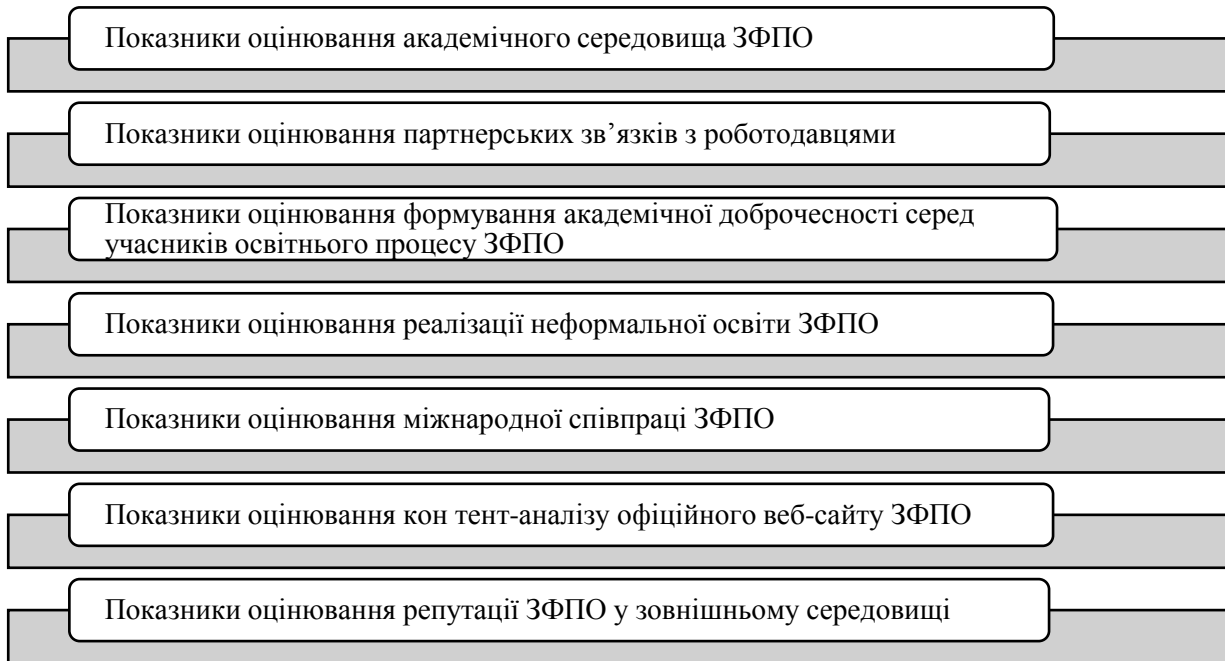 Показники оцінювання академічного середовища ЗФПО
Показники оцінювання партнерських зв’язків з роботодавцями
Показники оцінювання формування академічної доброчесності серед
учасників освітнього процесу ЗФПО
Показники оцінювання реалізації неформальної освіти ЗФПО
Показники оцінювання міжнародної співпраці ЗФПО
Показники оцінювання кон тент-аналізу офіційного веб-сайту ЗФПО
Показники оцінювання репутації ЗФПО у зовнішньому середовищі